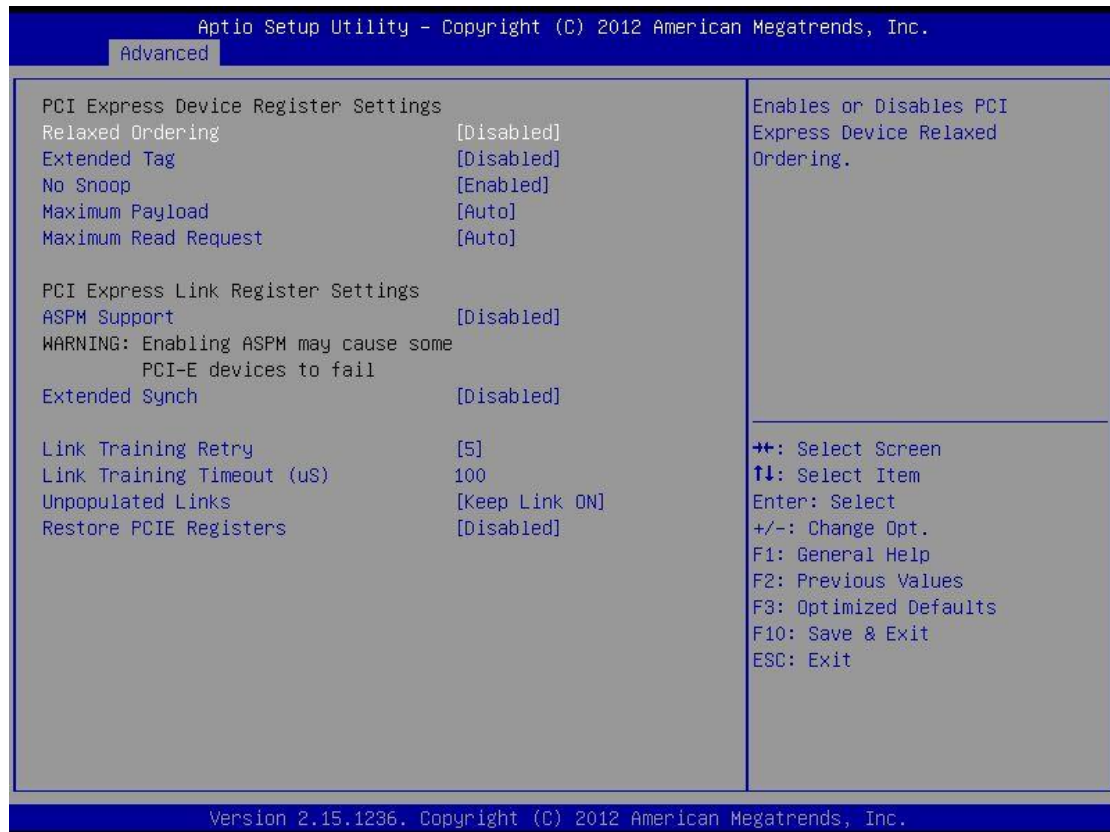 Aptio Setup Utility – Copyright (C) 2012 American Megatrends, Inc.
Advanced
PCI Express Device Register Settings
Relaxed Ordering [Disabled]
Extended Tag [Disabled]
No Snoop [Enabled]
Maximum Payload [Auto]
Maximum Read Request [Auto]
PCI Express Link Register Settings
ASPM Support [Disabled]
WARNING: Enabling ASPM may cause some
PCI-E devices to fail
Extended Synch [Disabled]
Link Training Retry [5]
Link Training Timeout (uS) 100
Unpopulated Links [Keep Link ON]
Restore PCIE Registers [Disabled]
Enables or Disables PCI
Express Device Relaxed
Ordering.
→←: Select Screen
↑↓: Select Item
Enter: Select
+/-: Change Opt.
F1: General Help
F2: Previous Values
F3: Optimized Defaults
F10: Save & Exit
ESC: Exit
Version 2.15.1236. Copyright (C) 2012 American Megatrends, Inc.